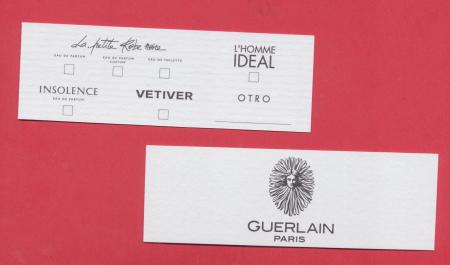 La petite Robe noire
EAU DE PARFUM
EAU DE PARFUM
COUTURE
EAU DE TOILETTE
L'HOMME
IDEAL
INSOLENCE
EAU DE PARFUM
VETIVER
OTRO
GUERLAIN
PARIS